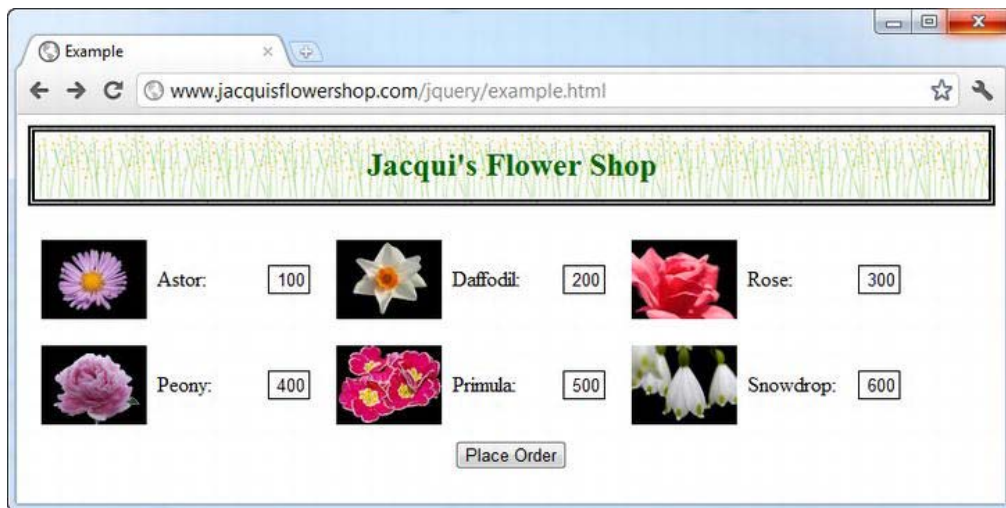 Example
www.jacquisflowershop.com/jquery/example.html
Jacqui's Flower Shop
Astor: 100 Daffodil: 200 Rose: 300
Peony: 400 Primula: 500 Snowdrop: 600
Place Order